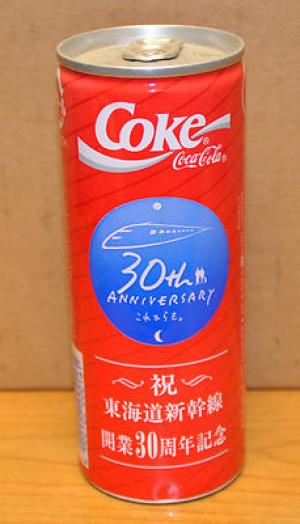 Coke®
Coca-Cola®
30th
ANNIVERSARY
これからも。
祝
東海道新幹線
開業30周年記念